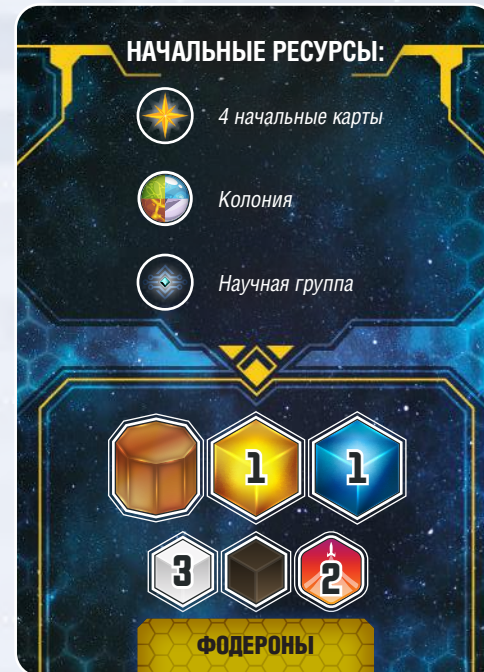 НАЧАЛЬНЫЕ РЕСУРСЫ:
4 начальные карты
Колония
Научная группа
1 1
3 2
ФОДЕРОНЫ